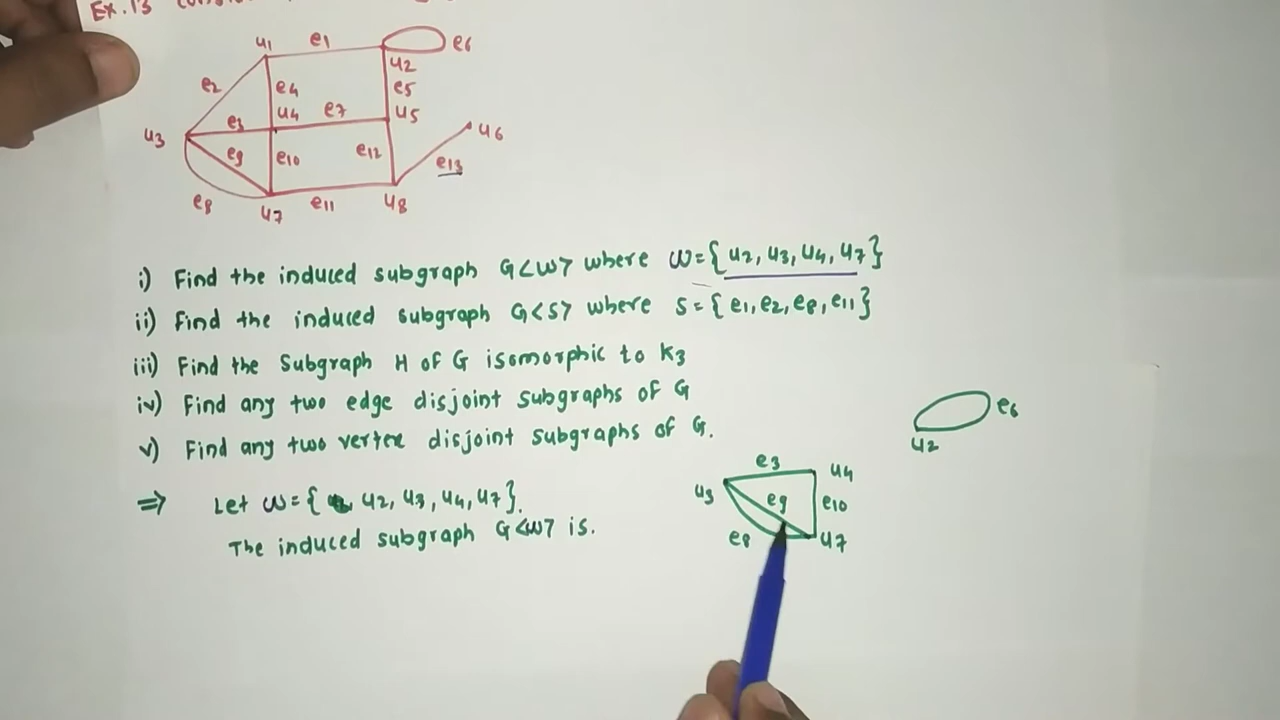 Ex. 13
u1 e1 e6
u2
e2 e4 e5
u4 e7 u5
u3 e3 u6
e9 e10 e12 e13
e8 u7 e11 u8
i) Find the induced subgraph G<W> where W={u2, u3, u4, u7}
ii) Find the induced subgraph G<S> where S={e1,e2,e8,e11}
iii) Find the subgraph H of G isomorphic to K3
iv) Find any two edge disjoint subgraphs of G
v) Find any two vertex disjoint subgraphs of G.
e6
u2
e3 u4
u3 e9 e10
e8 u7
⇒ Let W={ u2, u3, u4, u7}.
The induced subgraph G<W> is.